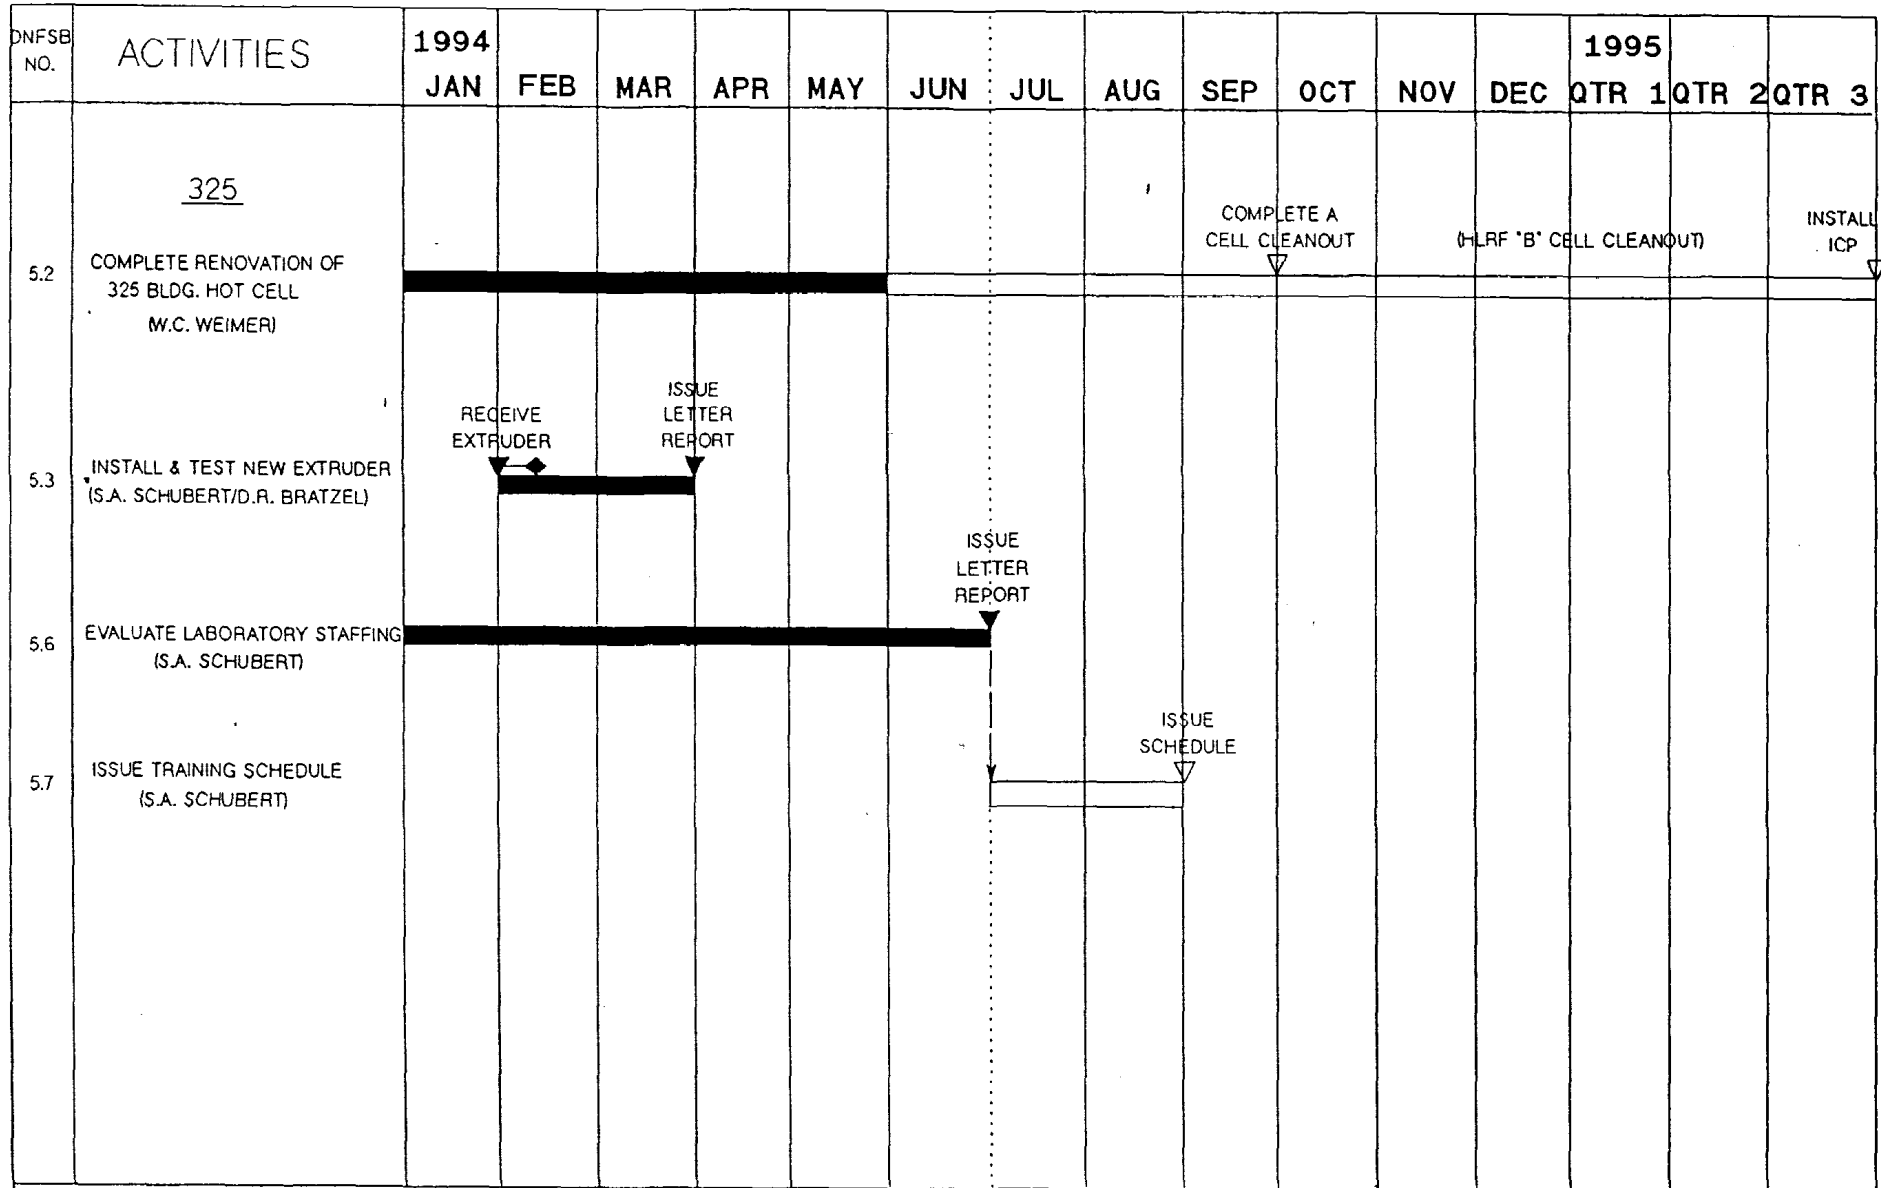 DNFSB
NO.
ACTIVITIES
1994
1995
JAN FEB MAR APR MAY JUN JUL AUG SEP OCT NOV DEC QTR 1 QTR 2 QTR 3
325
5.2
COMPLETE RENOVATION OF
325 BLDG. HOT CELL
(W.C. WEIMER)
COMPLETE A
CELL CLEANOUT
(HLRF "B" CELL CLEANOUT)
INSTALL
ICP
5.3
INSTALL & TEST NEW EXTRUDER
(S.A. SCHUBERT/D.R. BRATZEL)
RECEIVE
EXTRUDER
ISSUE
LETTER
REPORT
5.6
EVALUATE LABORATORY STAFFING
(S.A. SCHUBERT)
ISSUE
LETTER
REPORT
5.7
ISSUE TRAINING SCHEDULE
(S.A. SCHUBERT)
ISSUE
SCHEDULE